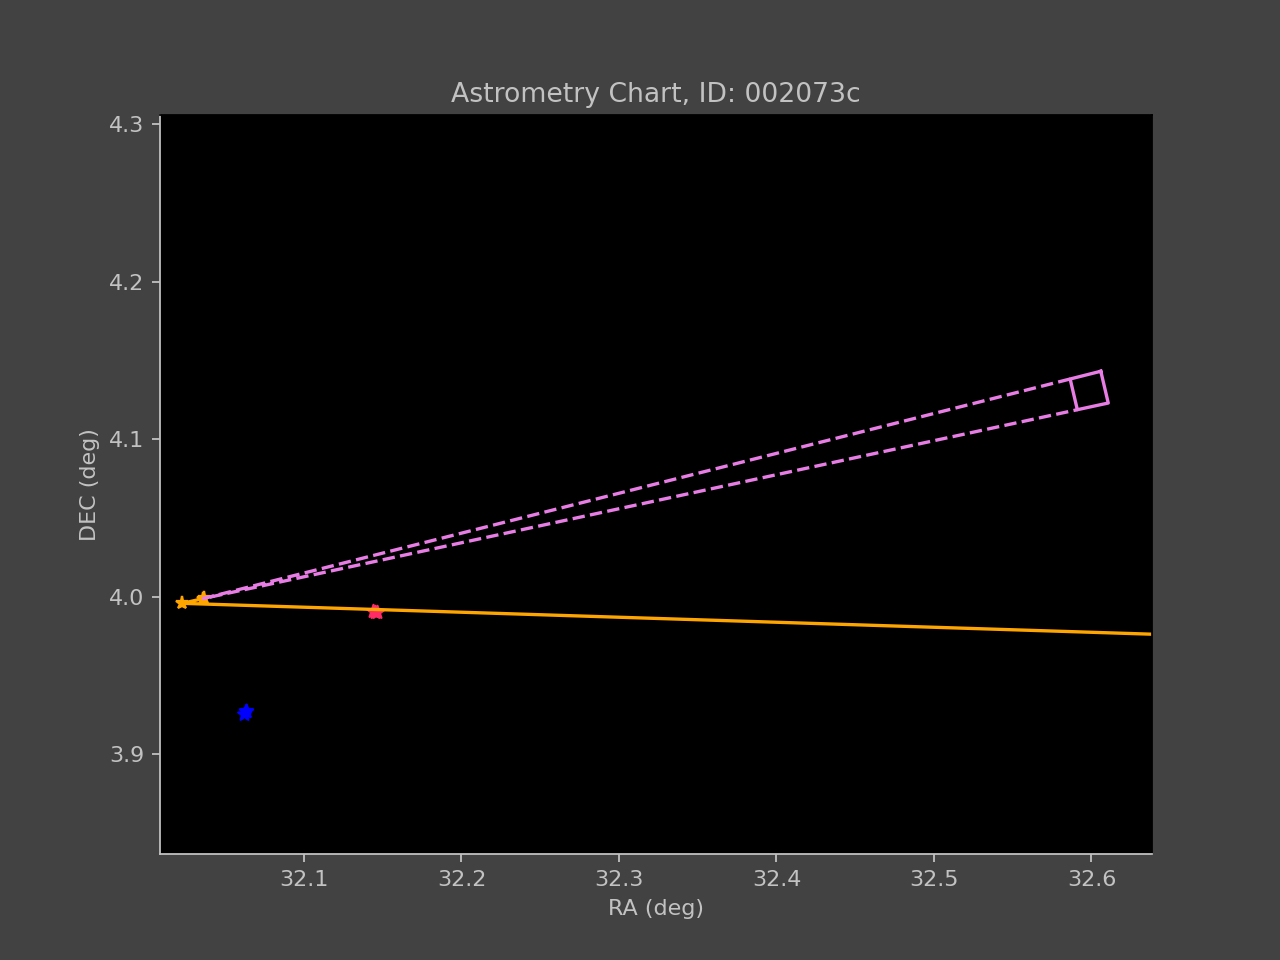 Astrometry Chart, ID: 002073c
4.3
4.2
4.1
4.0
3.9
DEC (deg)
32.1 32.2 32.3 32.4 32.5 32.6
RA (deg)